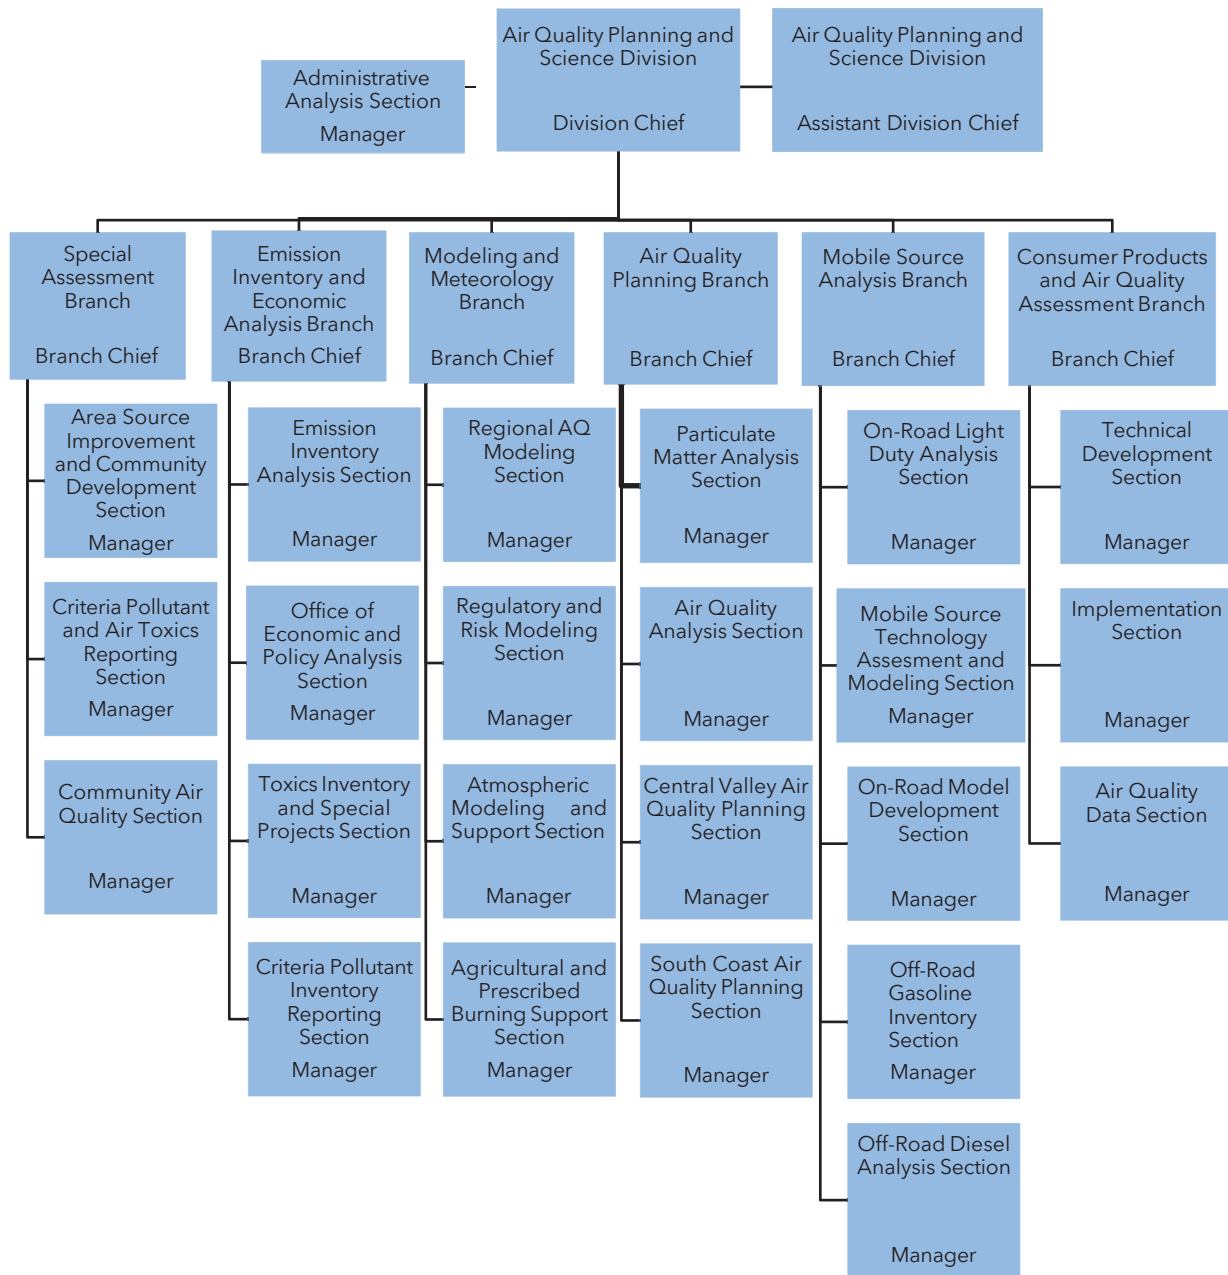 Air Quality Planning and
Science Division
Division Chief
Air Quality Planning and
Science Division
Assistant Division Chief
Administrative
Analysis Section
Manager
Special
Assessment
Branch
Branch Chief
Emission
Inventory and
Economic
Analysis Branch
Branch Chief
Modeling and
Meteorology
Branch
Branch Chief
Air Quality
Planning Branch
Branch Chief
Mobile Source
Analysis Branch
Branch Chief
Consumer Products
and Air Quality
Assessment Branch
Branch Chief
Area Source
Improvement
and Community
Development
Section
Manager
Criteria Pollutant
and Air Toxics
Reporting
Section
Manager
Community Air
Quality Section
Manager
Emission
Inventory
Analysis Section
Manager
Office of
Economic and
Policy Analysis
Section
Manager
Toxics Inventory
and Special
Projects Section
Manager
Criteria Pollutant
Inventory
Reporting
Section
Manager
Regional AQ
Modeling
Section
Manager
Regulatory and
Risk Modeling
Section
Manager
Atmospheric
Modeling and
Support Section
Manager
Agricultural and
Prescribed
Burning Support
Section
Manager
Particulate
Matter Analysis
Section
Manager
Air Quality
Analysis Section
Manager
Central Valley Air
Quality Planning
Section
Manager
South Coast Air
Quality Planning
Section
Manager
On-Road Light
Duty Analysis
Section
Manager
Mobile Source
Technology
Assesment and
Modeling Section
Manager
On-Road Model
Development
Section
Manager
Off-Road
Gasoline
Inventory
Section
Manager
Off-Road Diesel
Analysis Section
Manager
Technical
Development
Section
Manager
Implementation
Section
Manager
Air Quality
Data Section
Manager